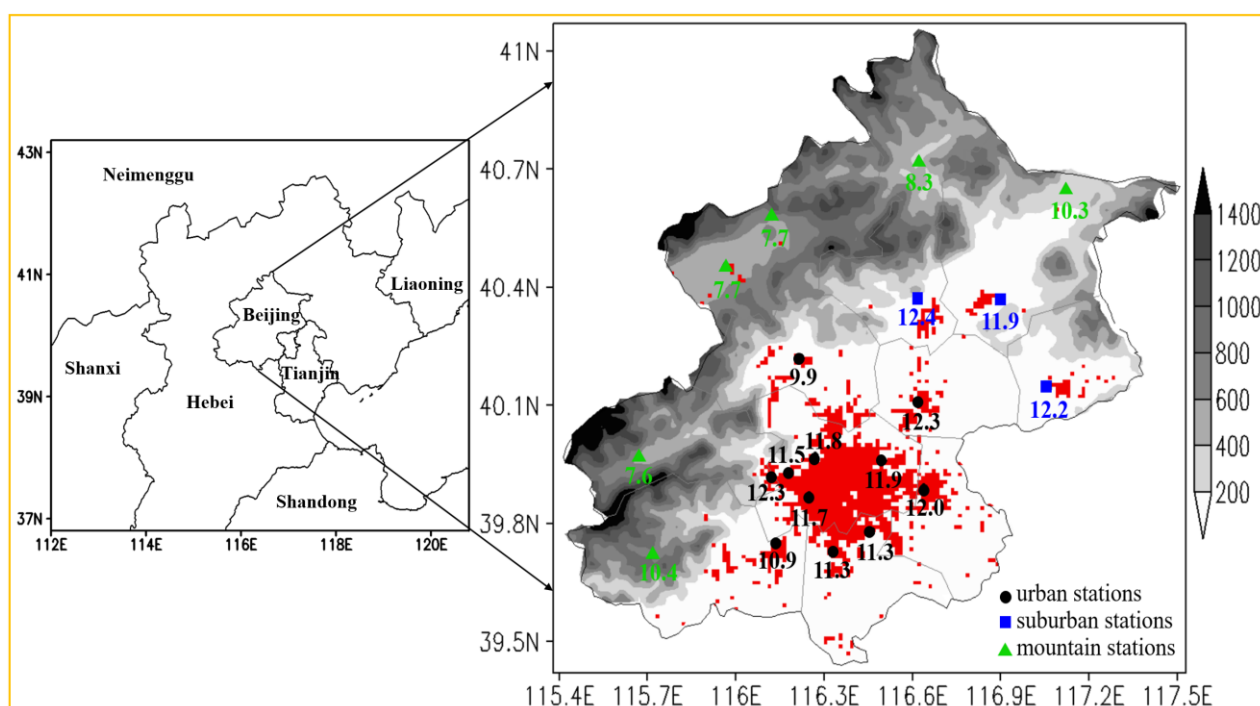 43N
41N
39N
37N
112E 114E 116E 118E 120E
Neimenggu
Liaoning
Beijing
Tianjin
Shanxi
Hebei
Shandong
41N
40.7N
40.4N
40.1N
39.8N
39.5N
115.4E 115.7E 116E 116.3E 116.6E 116.9E 117.2E 117.5E
8.3
10.3
7.7
7.7
12.4
11.9
12.2
9.9
12.3
11.8
11.5
11.9
12.3
12.0
11.7
7.6
10.9
11.3
11.3
10.4
urban stations
suburban stations
mountain stations
1400
1200
1000
800
600
400
200